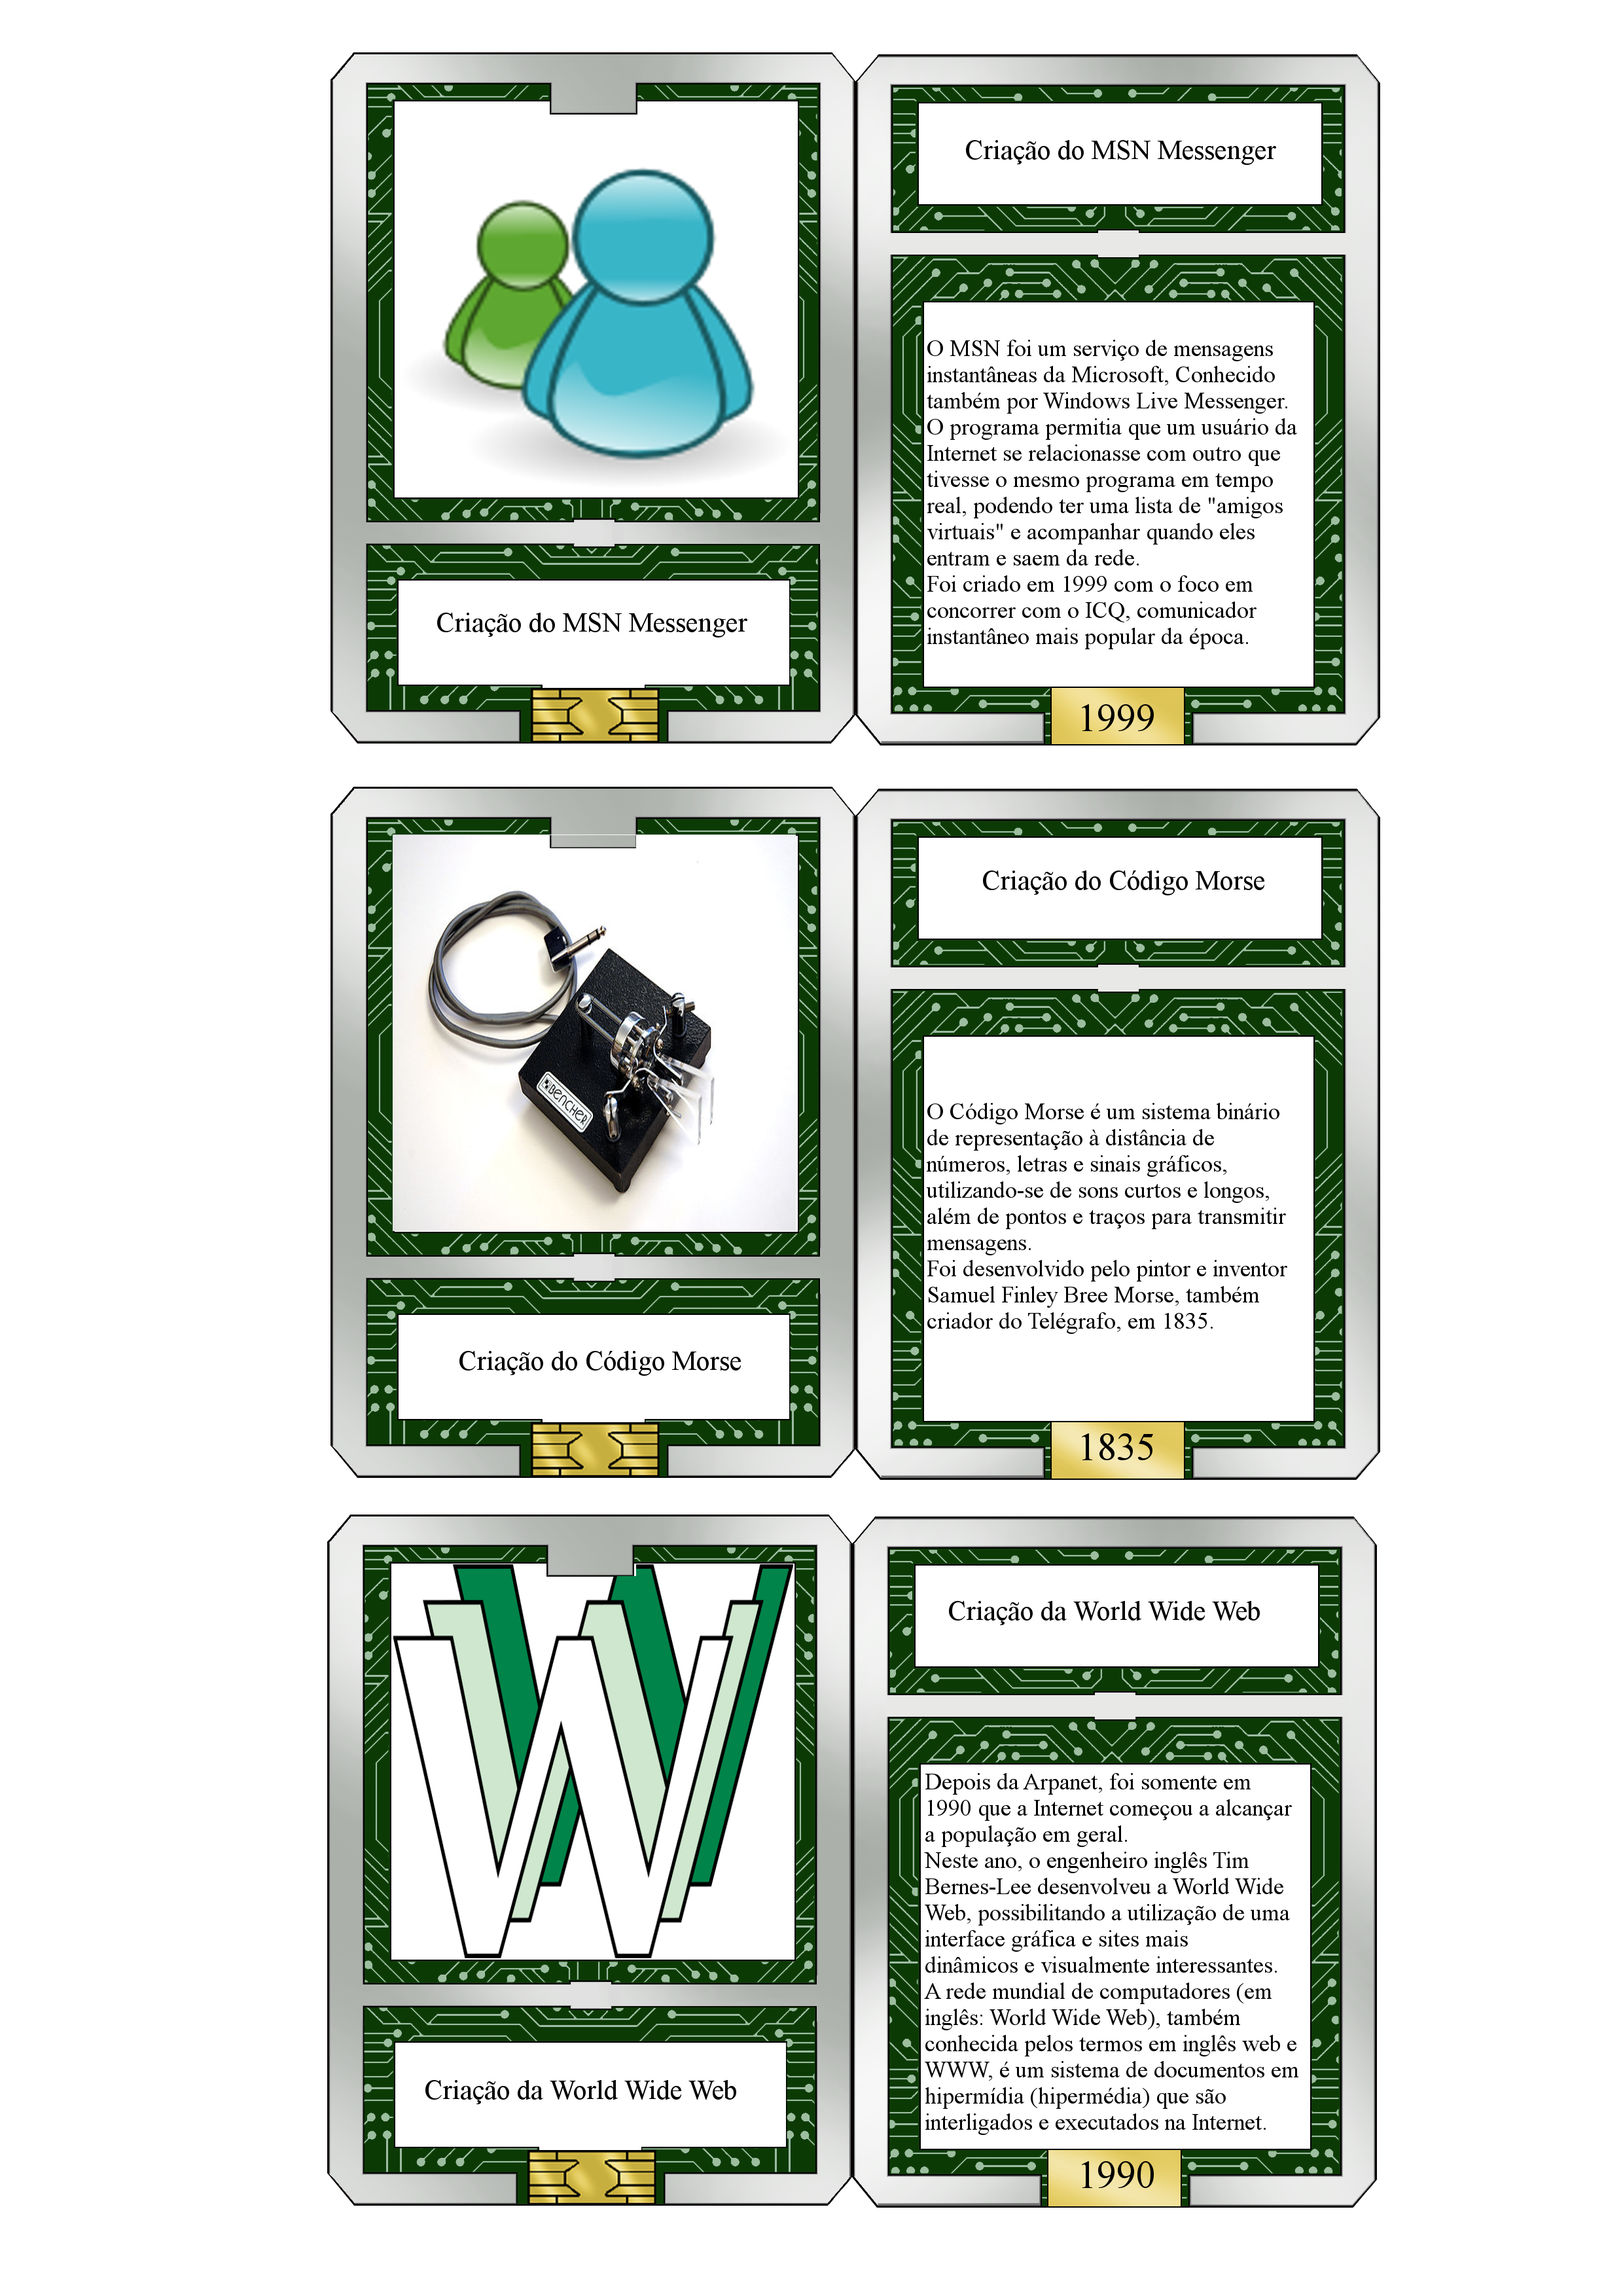 Criação do MSN Messenger
Criação do MSN Messenger
O MSN foi um serviço de mensagens
instantâneas da Microsoft, Conhecido
também por Windows Live Messenger.
O programa permitia que um usuário da
Internet se relacionasse com outro que
tivesse o mesmo programa em tempo
real, podendo ter uma lista de "amigos
virtuais" e acompanhar quando eles
entram e saem da rede.
Foi criado em 1999 com o foco em
concorrer com o ICQ, comunicador
instantâneo mais popular da época.
1999
BENCHER
Criação do Código Morse
Criação do Código Morse
O Código Morse é um sistema binário
de representação à distância de
números, letras e sinais gráficos,
utilizando-se de sons curtos e longos,
além de pontos e traços para transmitir
mensagens.
Foi desenvolvido pelo pintor e inventor
Samuel Finley Bree Morse, também
criador do Telégrafo, em 1835.
1835
WWW
Criação da World Wide Web
Criação da World Wide Web
Depois da Arpanet, foi somente em
1990 que a Internet começou a alcançar
a população em geral.
Neste ano, o engenheiro inglês Tim
Bernes-Lee desenvolveu a World Wide
Web, possibilitando a utilização de uma
interface gráfica e sites mais
dinâmicos e visualmente interessantes.
A rede mundial de computadores (em
inglês: World Wide Web), também
conhecida pelos termos em inglês web e
WWW, é um sistema de documentos em
hipermídia (hipermédia) que são
interligados e executados na Internet.
1990